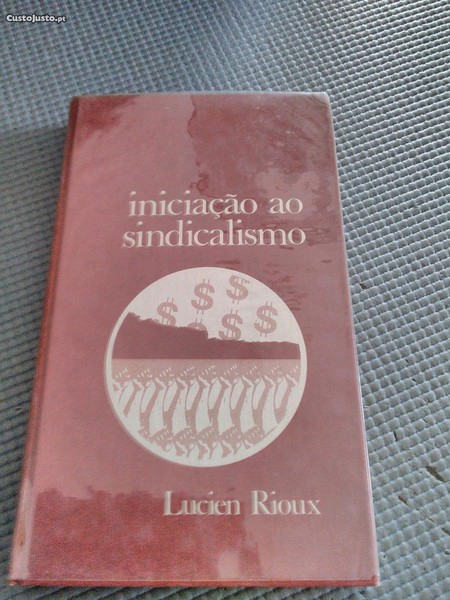 CustoJusto.pt
iniciação ao
sindicalismo
$ $
$ $ $
Lucien Rioux